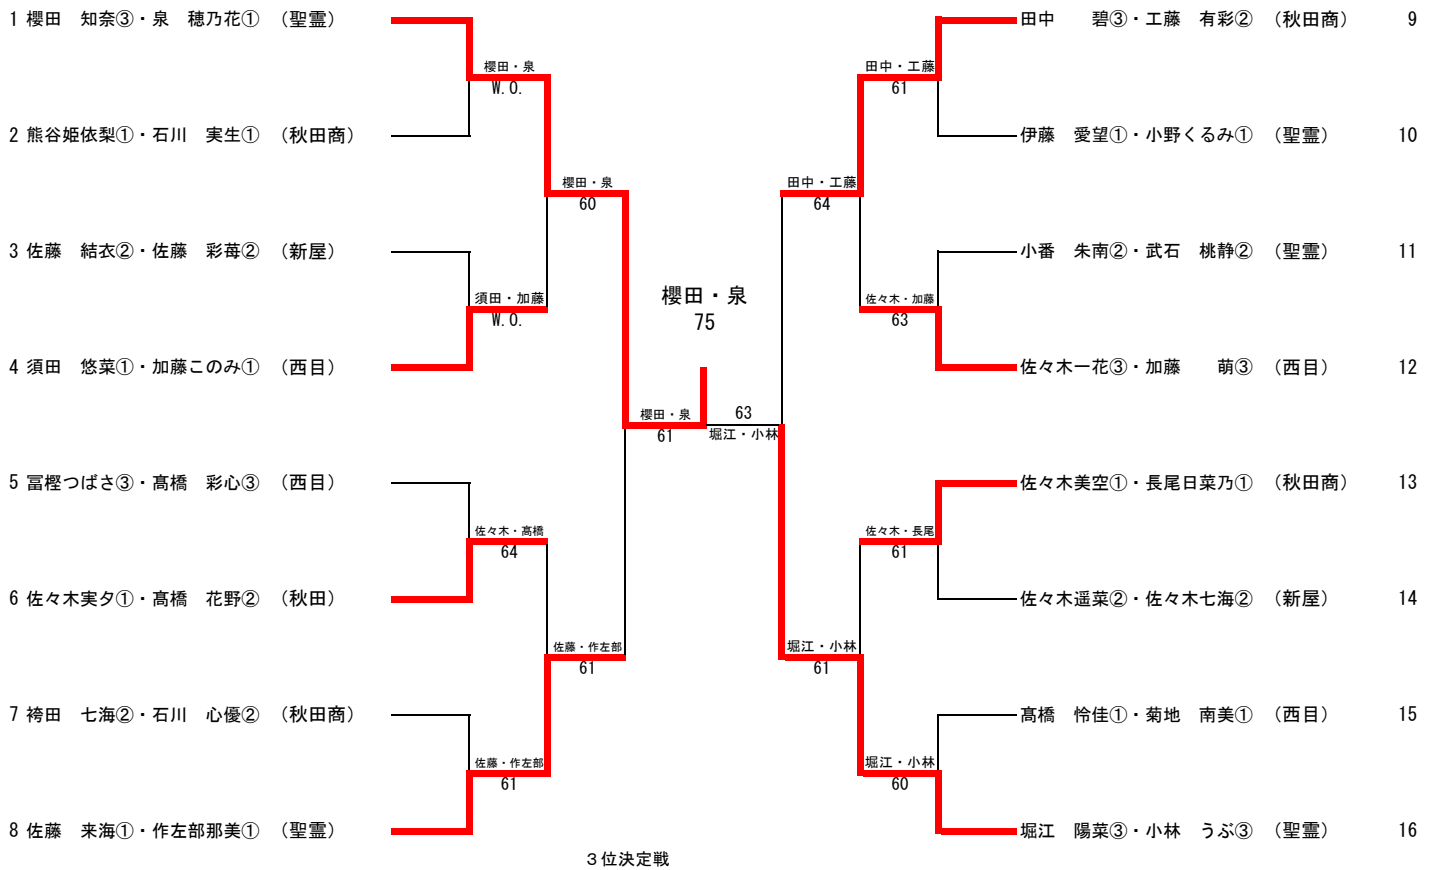 1 櫻田　知奈③・泉　穂乃花① （聖霊）
田中　　碧③・工藤　有彩② （秋田商） 9
櫻田・泉
W.O.
田中・工藤
61
2 熊谷姫依梨①・石川　実生① （秋田商）
伊藤　愛望①・小野くるみ① （聖霊） 10
櫻田・泉
60
田中・工藤
64
3 佐藤　結衣②・佐藤　彩苺② （新屋）
小番　朱南②・武石　桃静② （聖霊） 11
須田・加藤
W.O.
櫻田・泉
75
佐々木・加藤
63
4 須田　悠菜①・加藤このみ① （西目）
佐々木一花③・加藤　　萌③ （西目） 12
櫻田・泉
61
63
堀江・小林
5 冨樫つばさ③・髙橋　彩心③ （西目）
佐々木美空①・長尾日菜乃① （秋田商） 13
佐々木・髙橋
64
佐々木・長尾
61
6 佐々木実夕①・髙橋　花野② （秋田）
佐々木遥菜②・佐々木七海② （新屋） 14
佐藤・作左部
61
堀江・小林
61
7 袴田　七海②・石川　心優② （秋田商）
髙橋　怜佳①・菊地　南美① （西目） 15
佐藤・作左部
61
堀江・小林
60
8 佐藤　来海①・作左部那美① （聖霊）
堀江　陽菜③・小林　うぶ③ （聖霊） 16
３位決定戦